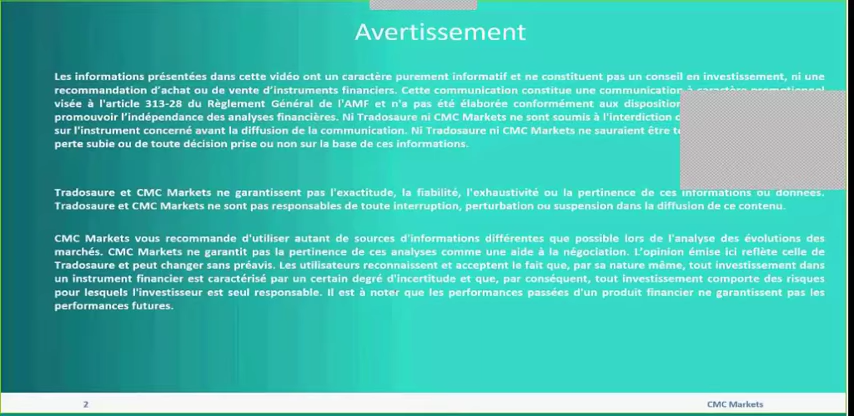 Avertissement
Les informations présentées dans cette vidéo ont un caractère purement informatif et ne constituent pas un conseil en investissement, ni une
recommandation d'achat ou de vente d'instruments financiers. Cette communication constitue une communication à caractère promotionnel
visée à l'article 313-28 du Règlement Général de l'AMF et n'a pas été élaborée conformément aux
promouvoir l'indépendance des analyses financières. Ni Tradosaure ni CMC Markets ne sont soumis à l'interdiction
sur l'instrument concerné avant la diffusion de la communication. Ni Tradosaure ni CMC Markets ne sauraient être
perte subie ou de toute décision prise ou non sur la base de ces informations.
Tradosaure et CMC Markets ne garantissent pas l'exactitude, la fiabilité, l'exhaustivité ou la pertinence de ces informations ou données.
Tradosaure et CMC Markets ne sont pas responsables de toute interruption, perturbation ou suspension dans la diffusion de ce contenu.
CMC Markets vous recommande d'utiliser autant de sources d'informations différentes que possible lors de l'analyse des évolutions des
marchés. CMC Markets ne garantit pas la pertinence de ces analyses comme une aide à la négociation. L'opinion émise ici reflète celle de
Tradosaure et peut changer sans préavis. Les utilisateurs reconnaissent et acceptent le fait que, par sa nature même, tout investissement dans
un instrument financier est caractérisé par un certain degré d'incertitude et que, par conséquent, tout investissement comporte des risques
pour lesquels l'investisseur est seul responsable. Il est à noter que les performances passées d'un produit financier ne garantissent pas les
performances futures.
2
CMC Markets